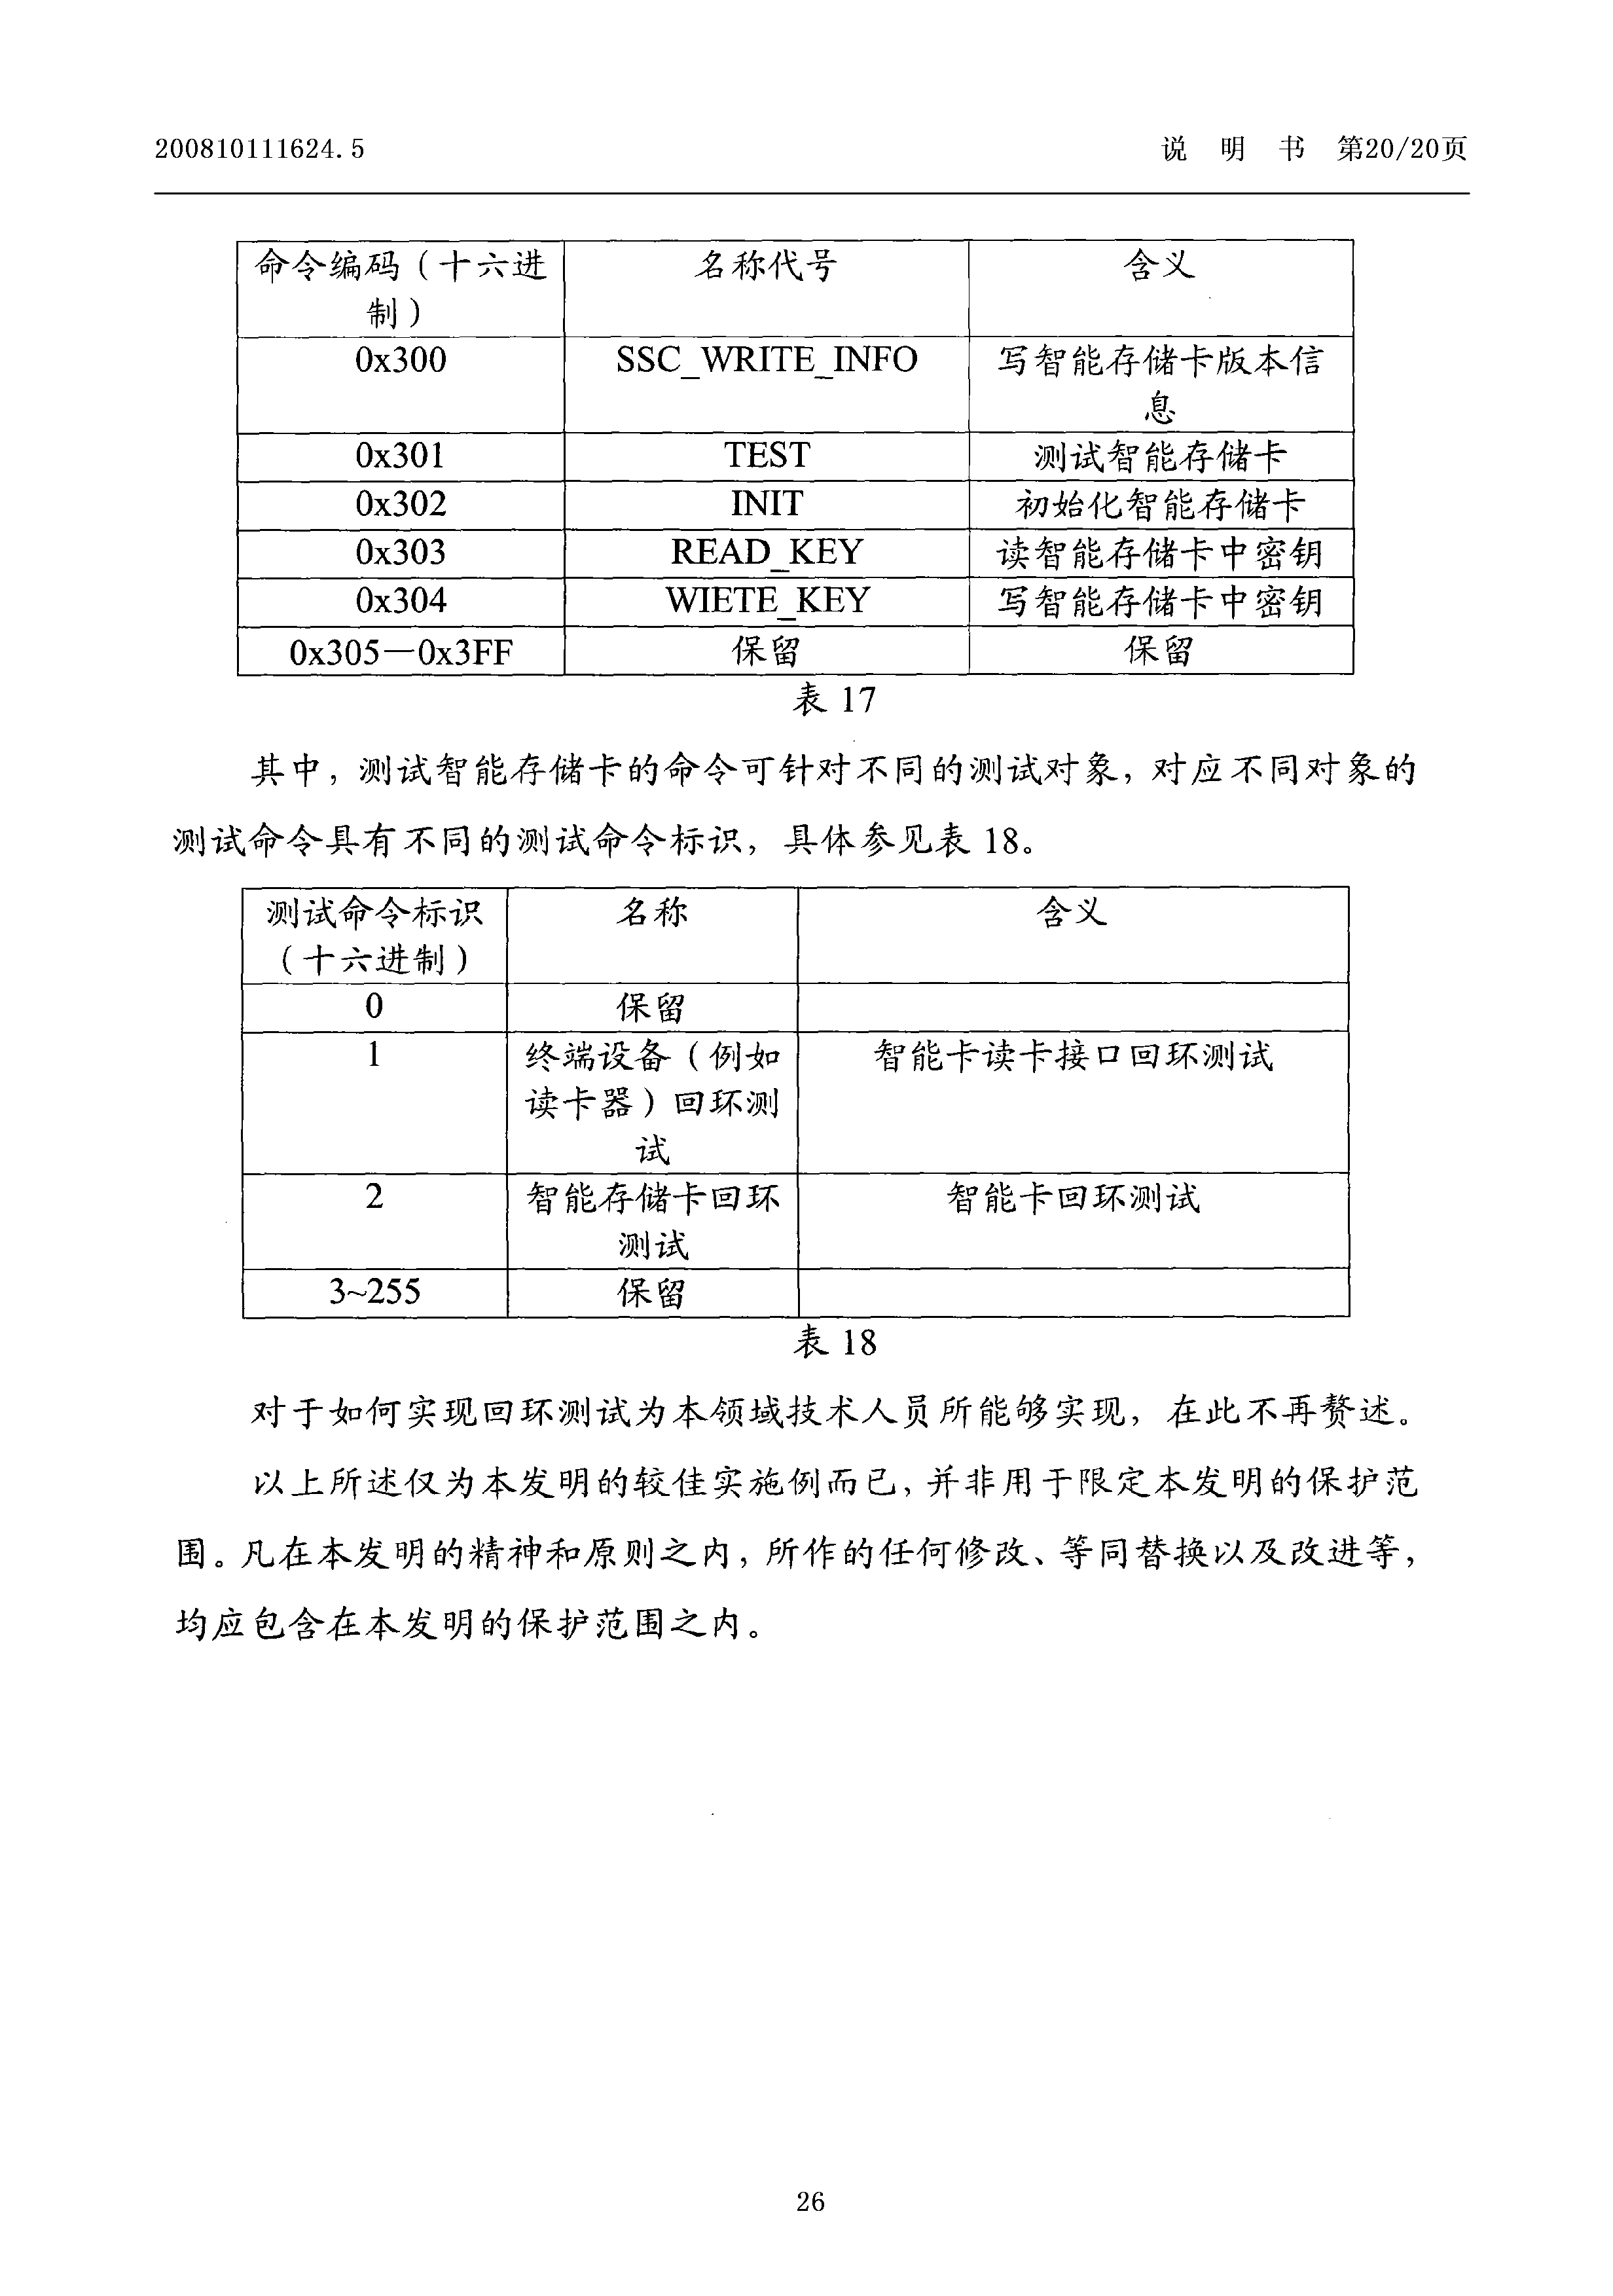 200810111624.5 说 明 书 第20/20页
命令编码（十六进 名称代号 含义
制）
0x300 SSC_WRITE_INFO 写智能存储卡版本信
息
0x301 TEST 测试智能存储卡
0x302 INIT 初始化智能存储卡
0x303 READ_KEY 读智能存储卡中密钥
0x304 WIETE_KEY 写智能存储卡中密钥
0x305—0x3FF 保留 保留
表 17
其中，测试智能存储卡的命令可针对不同的测试对象，对应不同对象的
测试命令具有不同的测试命令标识，具体参见表 18。
测试命令标识 名称 含义
（十六进制）
0 保留
1 终端设备（例如 智能卡读卡接口回环测试
读卡器）回环测
试
2 智能存储卡回环 智能卡回环测试
测试
3~255 保留
表 18
对于如何实现回环测试为本领域技术人员所能够实现，在此不再赘述。
以上所述仅为本发明的较佳实施例而已，并非用于限定本发明的保护范
围。凡在本发明的精神和原则之内，所作的任何修改、等同替换以及改进等，
均应包含在本发明的保护范围之内。
26